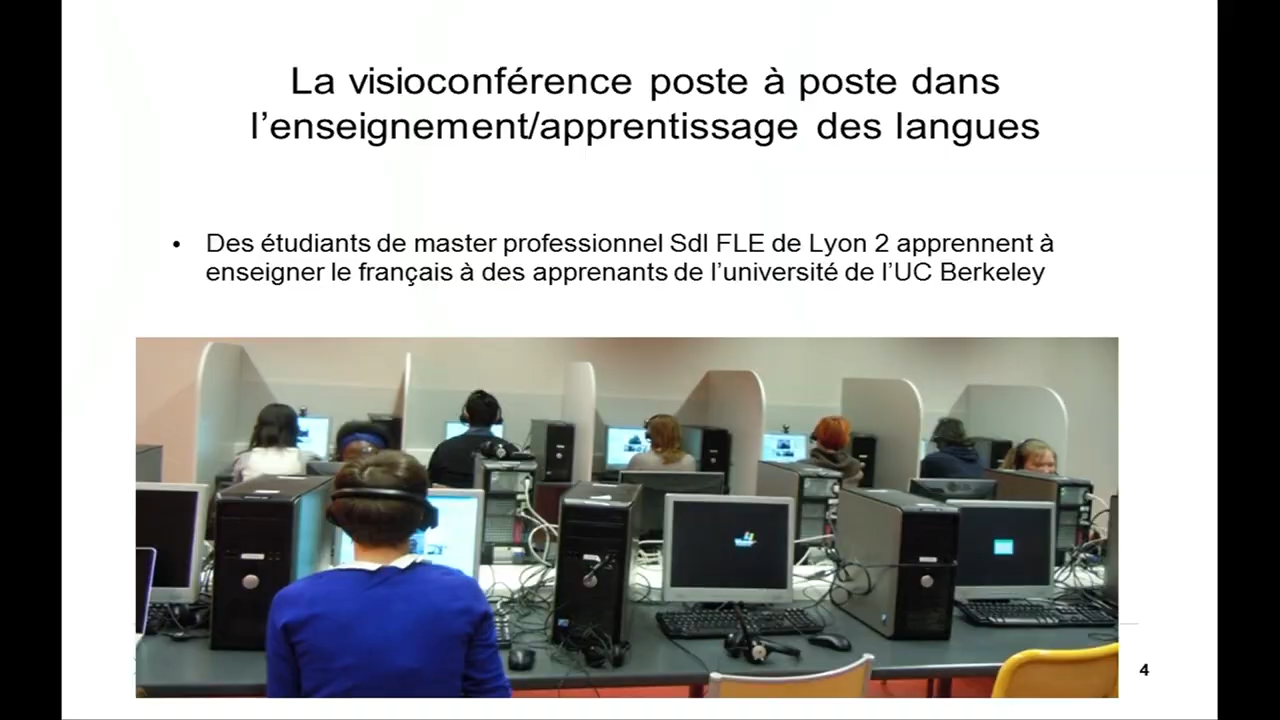 La visioconférence poste à poste dans
l’enseignement/apprentissage des langues
• Des étudiants de master professionnel Sdl FLE de Lyon 2 apprennent à
enseigner le français à des apprenants de l’université de l’UC Berkeley
4